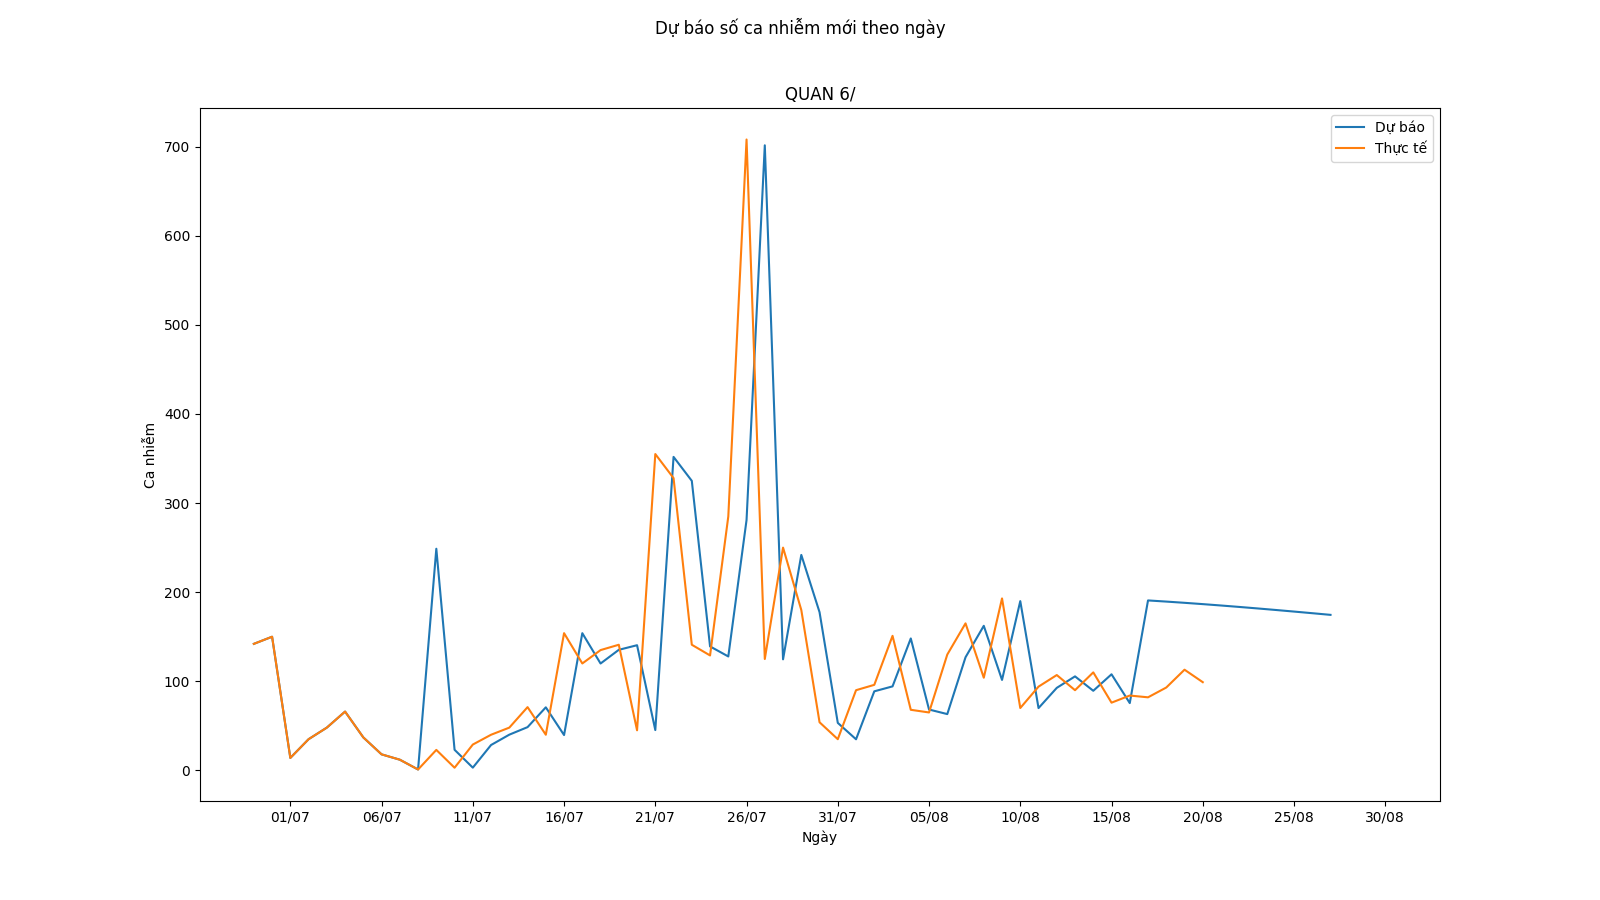 Dự báo số ca nhiễm mới theo ngày
QUAN 6/
Dự báo
Thực tế
700
600
500
400
300
200
100
0
Ca nhiễm
01/07 06/07 11/07 16/07 21/07 26/07 31/07 05/08 10/08 15/08 20/08 25/08 30/08
Ngày